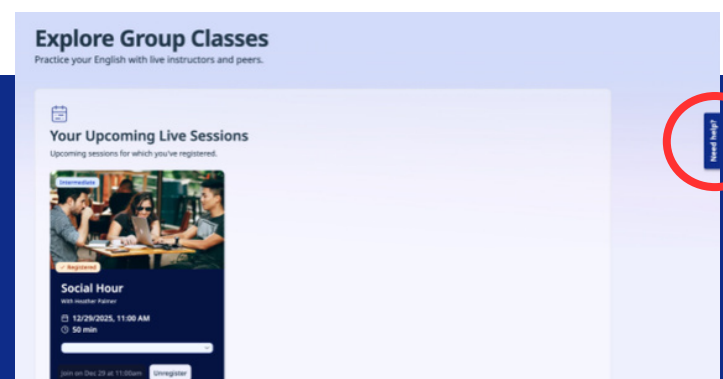 Explore Group Classes
Practice your English with live instructors and peers.
Need help?
Your Upcoming Live Sessions
Upcoming sessions for which you've registered.
Intermediate
✓ Registered
Social Hour
With Heather Palmer
12/29/2025, 11:00 AM
50 min
Join on Dec 29 at 11:00am Unregister